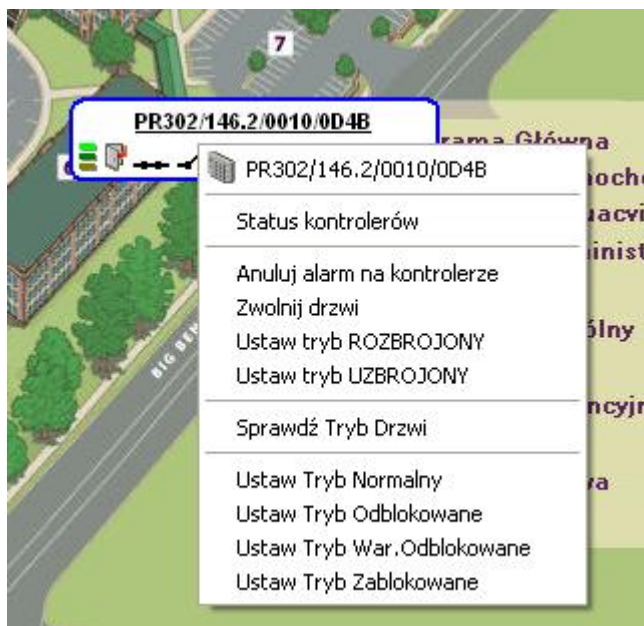 7
PR302/146.2/0010/0D4B
rama Główna
PR302/146.2/0010/0D4B
Status kontrolerów
Anuluj alarm na kontrolerze
Zwolnij drzwi
Ustaw tryb ROZBROJONY
Ustaw tryb UZBROJONY
Sprawdź Tryb Drzwi
Ustaw Tryb Normalny
Ustaw Tryb Odblokowane
Ustaw Tryb War.Odblokowane
Ustaw Tryb Zablokowane
BIG BEN